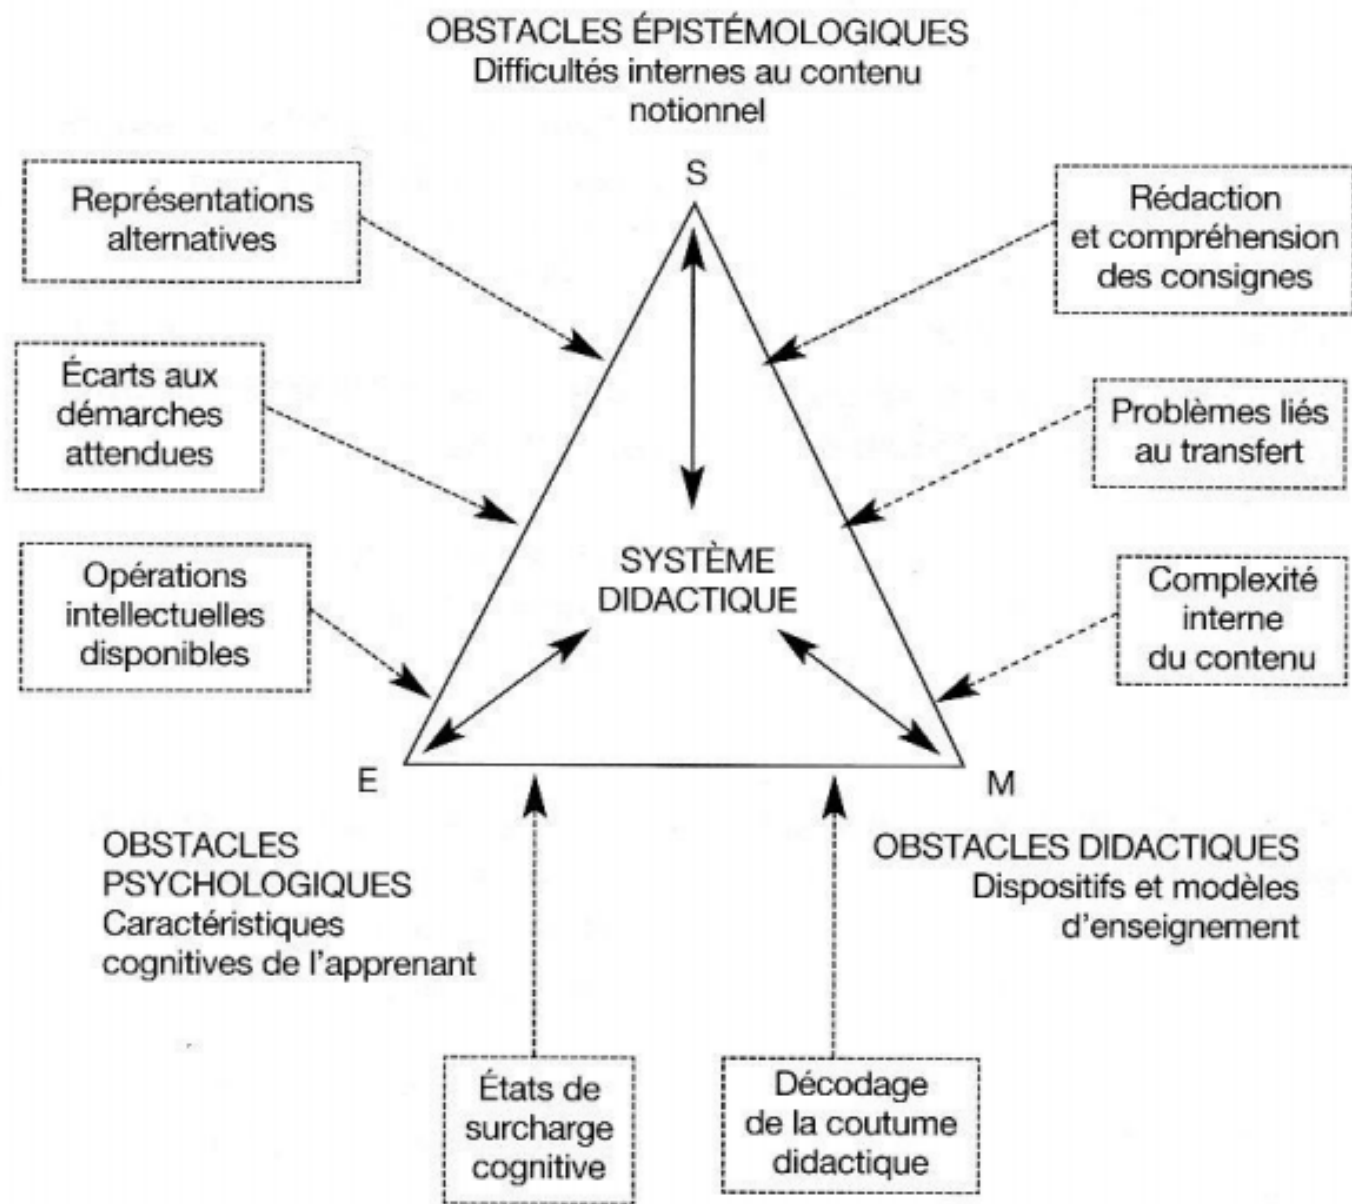 OBSTACLES ÉPISTÉMOLOGIQUES
Difficultés internes au contenu
notionnel
S
Représentations
alternatives
Rédaction
et compréhension
des consignes
Écarts aux
démarches
attendues
Problèmes liés
au transfert
Opérations
intellectuelles
disponibles
SYSTÈME
DIDACTIQUE
Complexité
interne
du contenu
E
M
OBSTACLES
PSYCHOLOGIQUES
Caractéristiques
cognitives de l'apprenant
OBSTACLES DIDACTIQUES
Dispositifs et modèles
d'enseignement
États de
surcharge
cognitive
Décodage
de la coutume
didactique